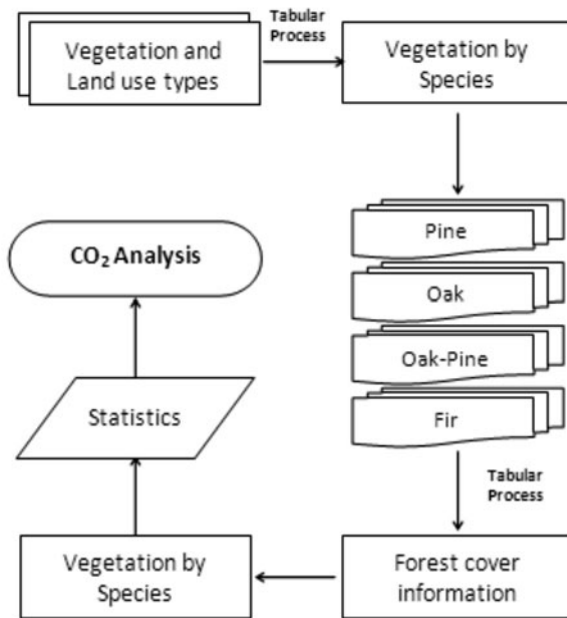 Vegetation and
Land use types
Tabular
Process
Vegetation by
Species
Pine
Oak
Oak-Pine
Fir
Tabular
Process
Forest cover
information
Vegetation by
Species
Statistics
CO₂ Analysis